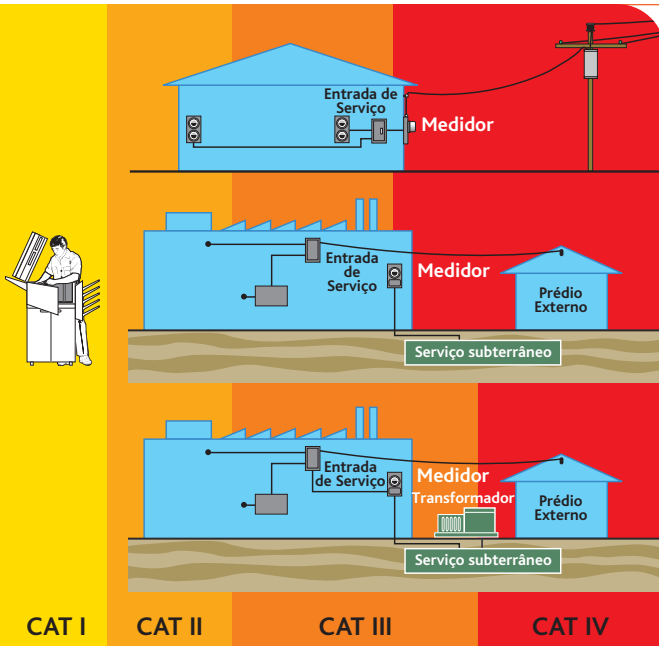 Entrada de
Serviço
Medidor
Entrada
de
Serviço
Medidor
Prédio
Externo
Serviço subterrâneo
Entrada
de Serviço
Medidor
Transformador
Prédio
Externo
Serviço subterrâneo
CAT I
CAT II
CAT III
CAT IV